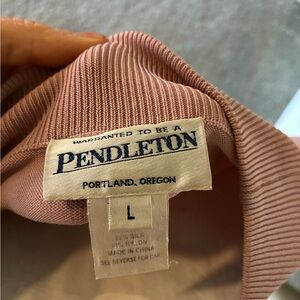 WARRANTED TO BE A
PENDLETON
PORTLAND, OREGON
L
SILK
NYLON
MADE IN CHINA
SEE REVERSE FOR CARE